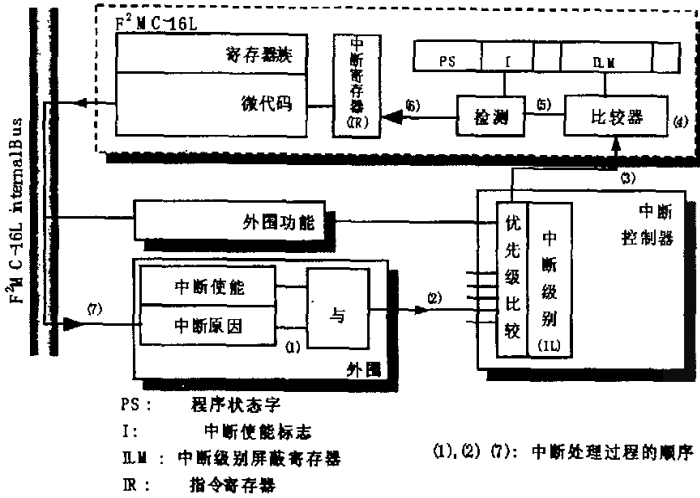 F²MC-16L
寄存器族
微代码
中断寄存器(IR)
PS I ILM
(6)
检测
(5)
比较器
(4)
(3)
F²MC-16L internalBus
外围功能
优先级比较
中断级别(IL)
中断控制器
中断使能
中断原因
(1)
与
(2)
(7)
外围
PS: 程序状态字
I: 中断使能标志
ILM: 中断级别屏蔽寄存器
IR: 指令寄存器
(1),(2) (7): 中断处理过程的顺序